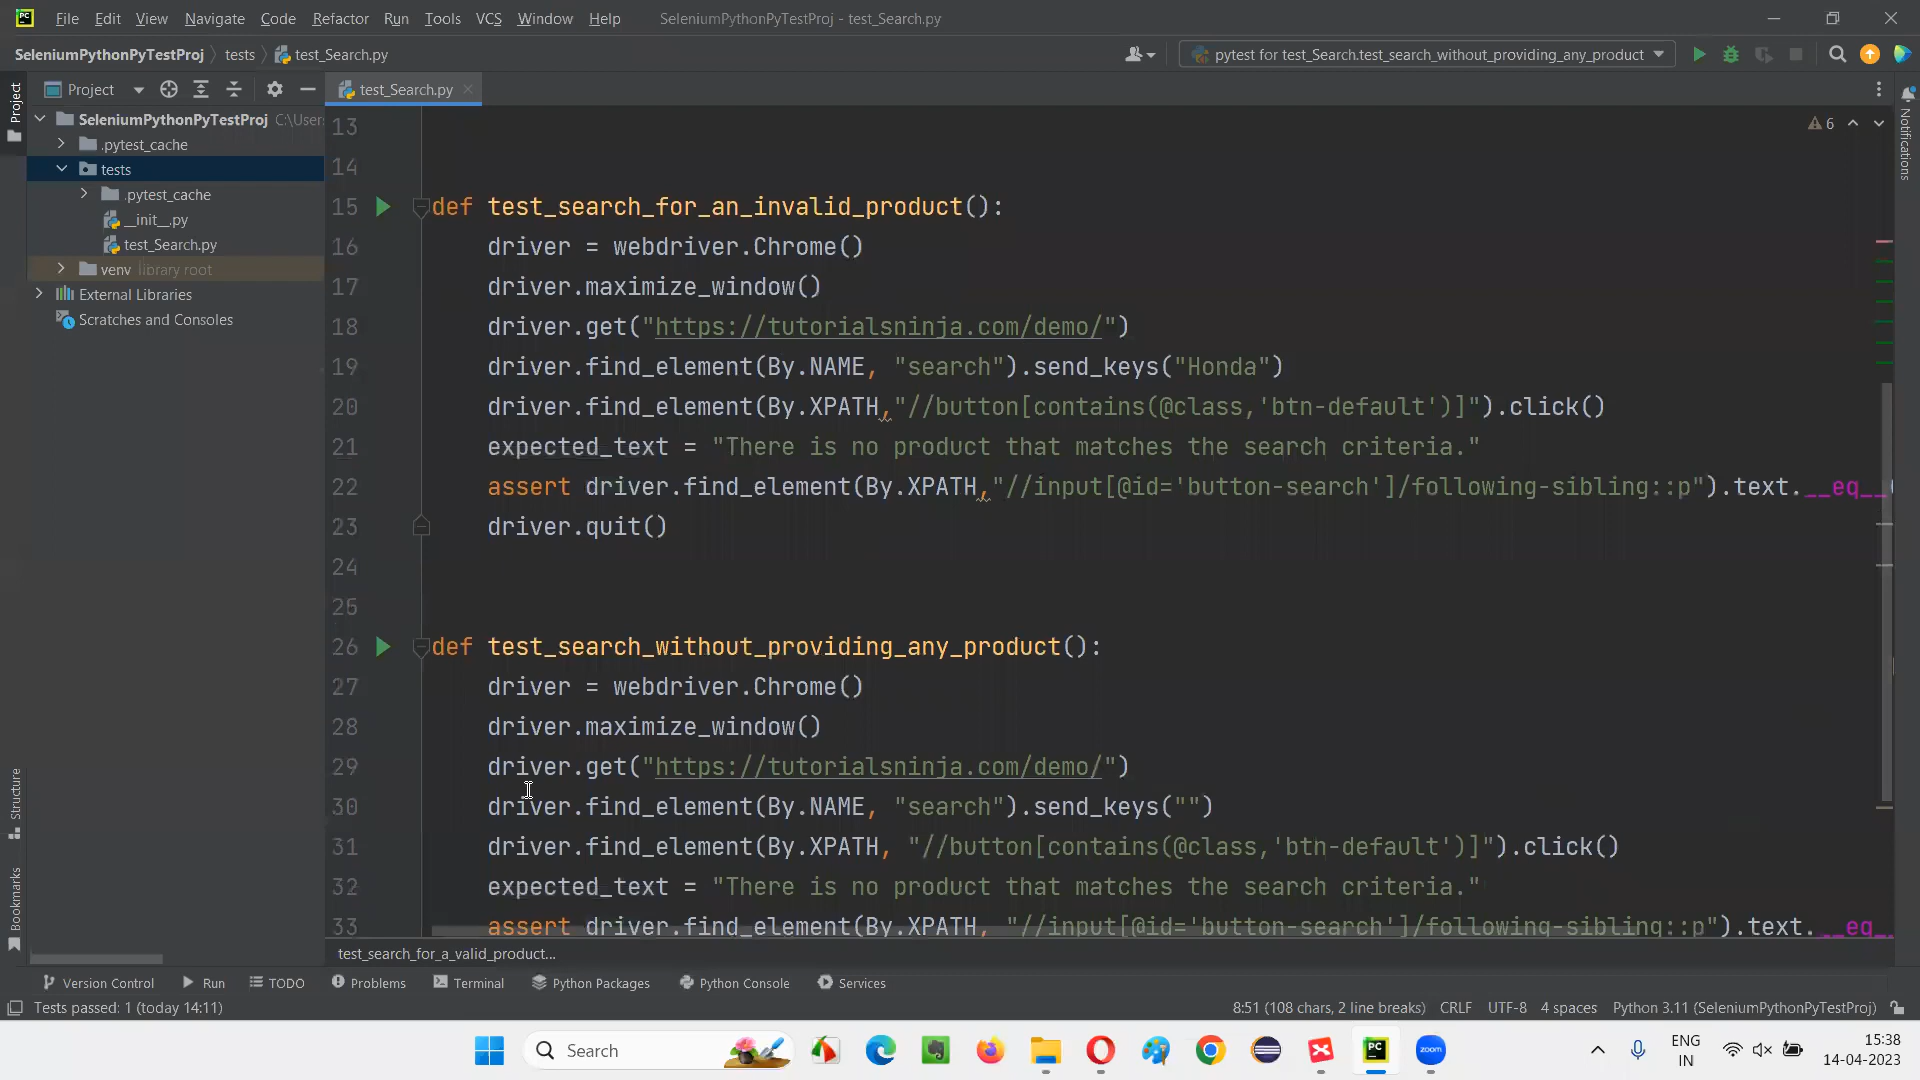 PC File Edit View Navigate Code Refactor Run Tools VCS Window Help SeleniumPythonPyTestProj - test_Search.py
SeleniumPythonPyTestProj tests test_Search.py
pytest for test_Search.test_search_without_providing_any_product
Project
Project
test_Search.py
SeleniumPythonPyTestProj C:\User
.pytest_cache
tests
.pytest_cache
__init__.py
test_Search.py
venv library root
External Libraries
Scratches and Consoles
6
13
14
15 def test_search_for_an_invalid_product():
16 driver = webdriver.Chrome()
17 driver.maximize_window()
18 driver.get("https://tutorialsninja.com/demo/")
19 driver.find_element(By.NAME, "search").send_keys("Honda")
20 driver.find_element(By.XPATH,"//button[contains(@class,'btn-default')]").click()
21 expected_text = "There is no product that matches the search criteria."
22 assert driver.find_element(By.XPATH,"//input[@id='button-search']/following-sibling::p").text.__eq__(
23 driver.quit()
24
25
26 def test_search_without_providing_any_product():
27 driver = webdriver.Chrome()
28 driver.maximize_window()
29 driver.get("https://tutorialsninja.com/demo/")
30 driver.find_element(By.NAME, "search").send_keys("")
31 driver.find_element(By.XPATH, "//button[contains(@class,'btn-default')]").click()
32 expected_text = "There is no product that matches the search criteria."
33 assert driver.find_element(By.XPATH, "//input[@id='button-search']/following-sibling::p").text.__eq_
Notifications
Structure
Bookmarks
test_search_for_a_valid_product...
Version Control Run TODO Problems Terminal Python Packages Python Console Services
Tests passed: 1 (today 14:11)
8:51 (108 chars, 2 line breaks) CRLF UTF-8 4 spaces Python 3.11 (SeleniumPythonPyTestProj)
Search
PC
zoom
ENG
IN
15:38
14-04-2023